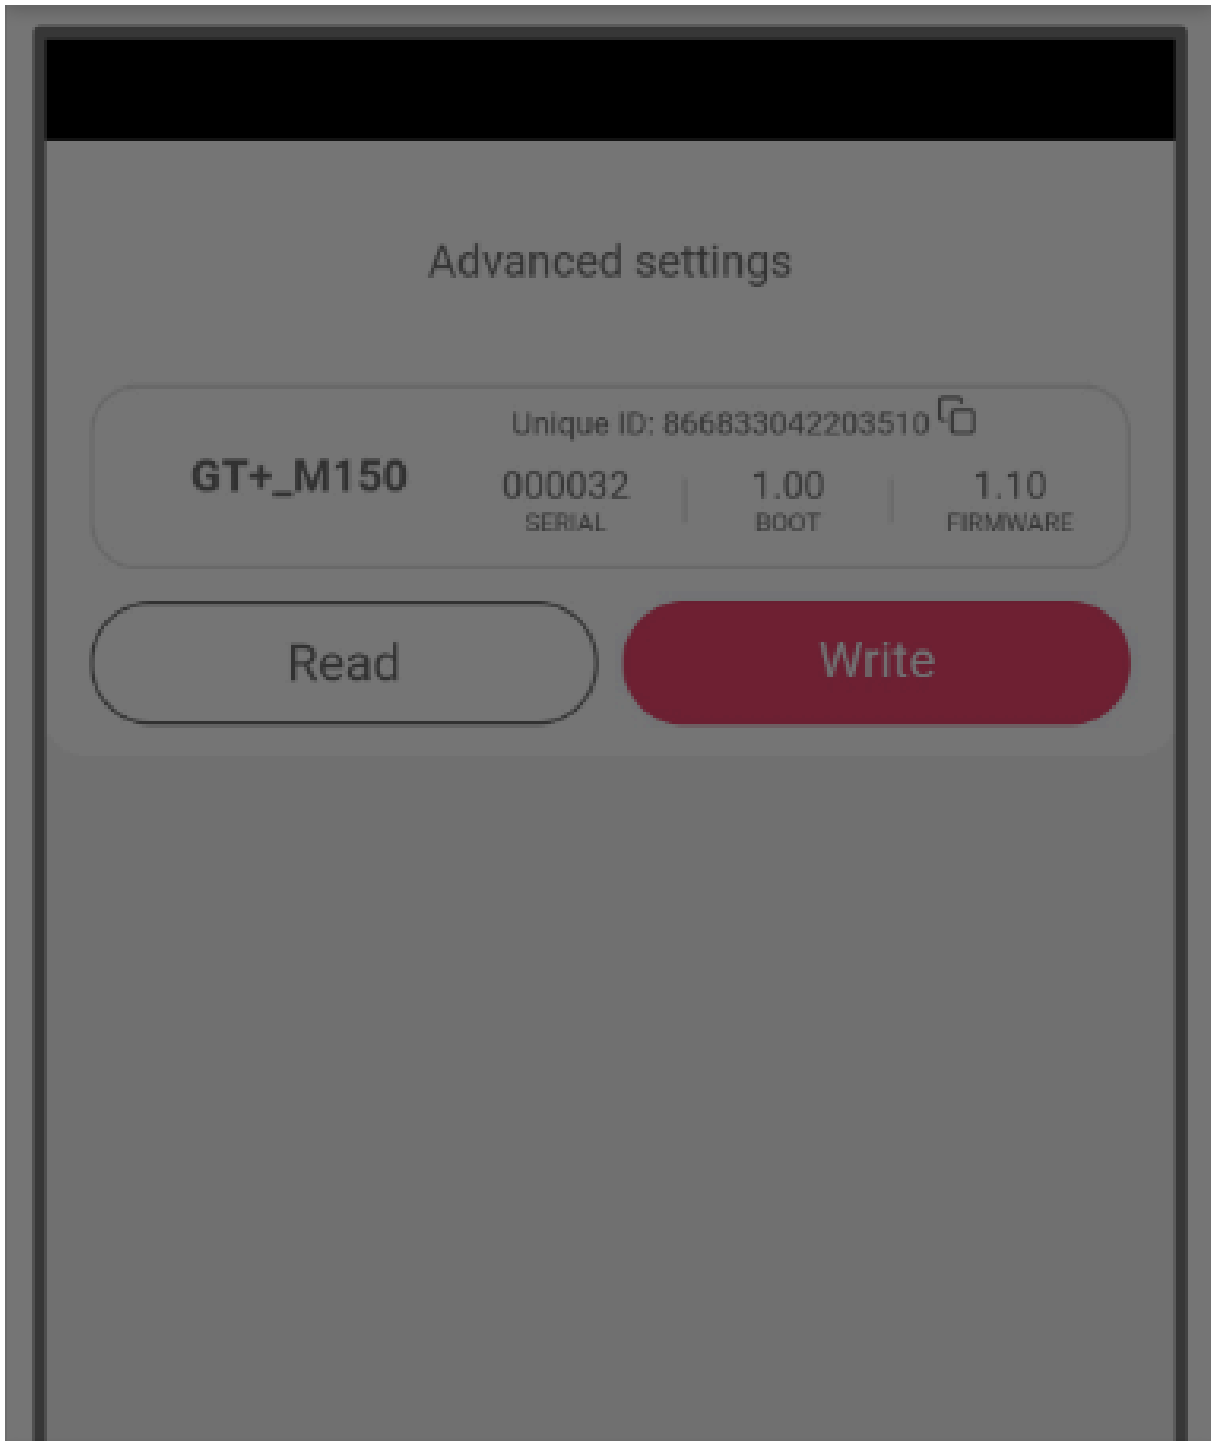 Advanced settings
Unique ID: 866833042203510
GT+_M150
000032 1.00 1.10
SERIAL BOOT FIRMWARE
Read Write